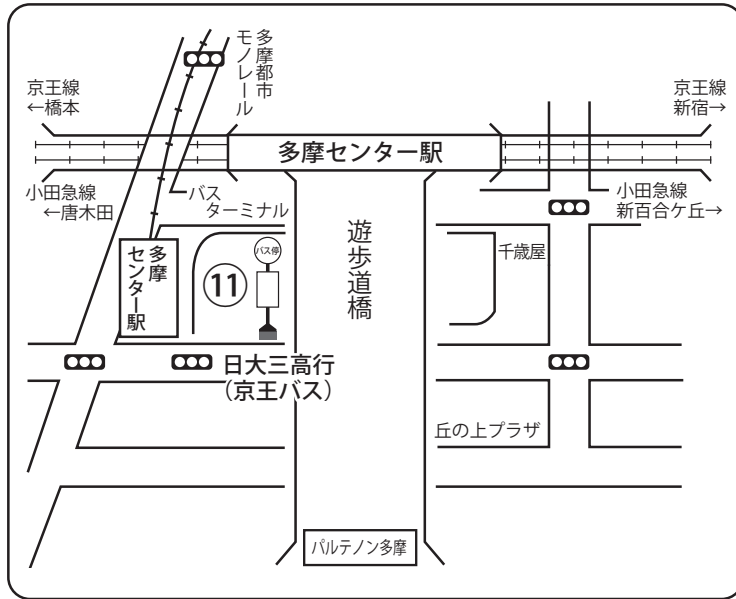 多摩都市
モノレール
京王線
←橋本
京王線
新宿→
多摩センター駅
小田急線
←唐木田
バス
ターミナル
小田急線
新百合ケ丘→
多摩
センター駅
11
バス停
遊歩道橋
千歳屋
日大三高行
(京王バス)
丘の上プラザ
パルテノン多摩